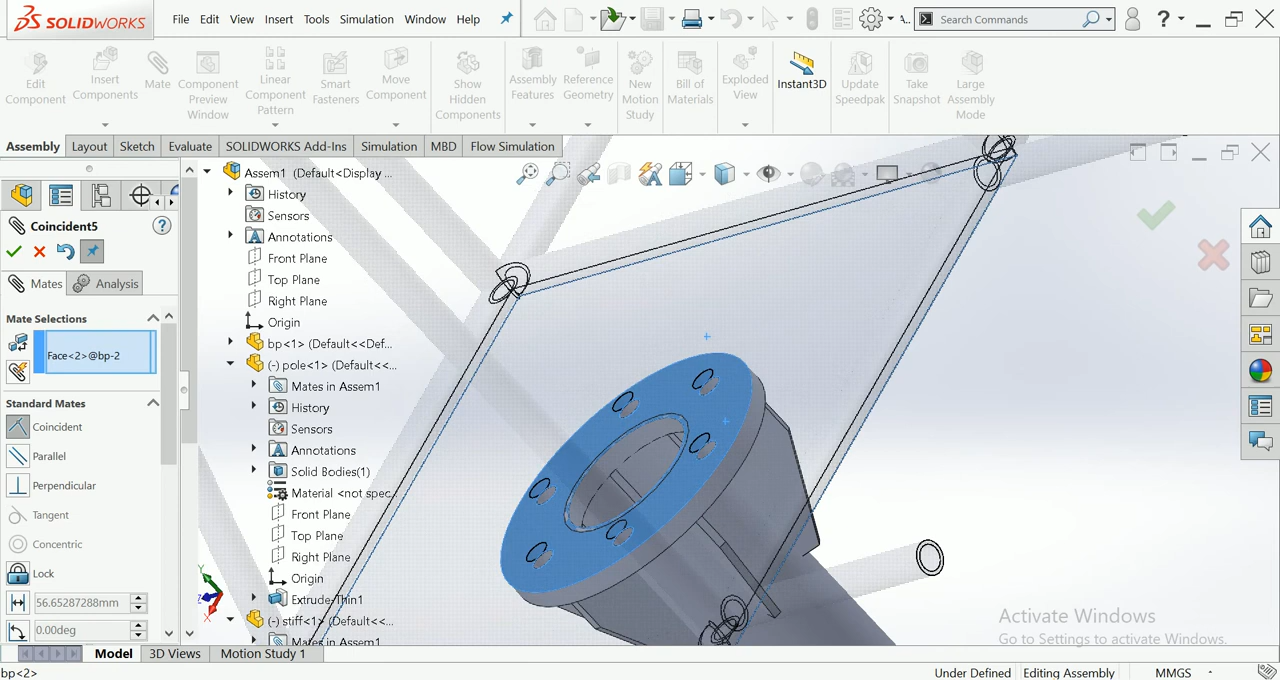 SOLIDWORKS
File Edit View Insert Tools Simulation Window Help
A... Search Commands ?
Edit Component
Insert Components
Mate
Component Preview Window
Linear Component Pattern
Smart Fasteners
Move Component
Show Hidden Components
Assembly Features
Reference Geometry
New Motion Study
Bill of Materials
Exploded View
Instant3D
Update Speedpak
Take Snapshot
Large Assembly Mode
Assembly Layout Sketch Evaluate SOLIDWORKS Add-Ins Simulation MBD Flow Simulation
Coincident5 ?
Mates Analysis
Mate Selections
Face<2>@bp-2
Standard Mates
Coincident
Parallel
Perpendicular
Tangent
Concentric
Lock
56.65287288mm
0.00deg
Assem1 (Default<Display ...
History
Sensors
Annotations
Front Plane
Top Plane
Right Plane
Origin
bp<1> (Default<<Def...
(-) pole<1> (Default<<...
Mates in Assem1
History
Sensors
Annotations
Solid Bodies(1)
Material <not spec...
Front Plane
Top Plane
Right Plane
Origin
Extrude-Thin1
(-) stiff<1> (Default<<...
Mates in Assem1
Y
Z
X
Activate Windows
Go to Settings to activate Windows.
Model 3D Views Motion Study 1
bp<2> Under Defined Editing Assembly MMGS